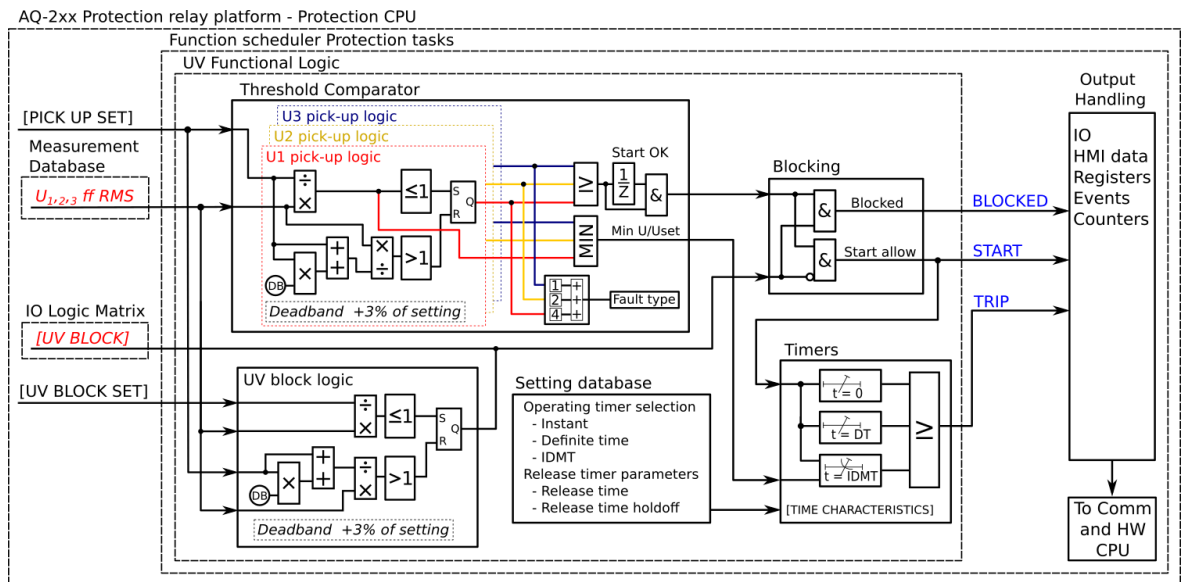 AQ-2xx Protection relay platform - Protection CPU
Function scheduler Protection tasks
UV Functional Logic
Threshold Comparator
[PICK UP SET]
Measurement
Database
U1,2,3 ff RMS
IO Logic Matrix
[UV BLOCK]
[UV BLOCK SET]
U3 pick-up logic
U2 pick-up logic
U1 pick-up logic
÷
×
≤1
S
R
Q
DB
×
+
+
×
÷
>1
Deadband +3% of setting
≥
Start OK
1
Z
&
MIN
Min U/Uset
1 +
2 +
4 +
Fault type
Blocking
&
Blocked
&
Start allow
BLOCKED
START
TRIP
Output
Handling
IO
HMI data
Registers
Events
Counters
To Comm
and HW
CPU
UV block logic
÷
×
≤1
S
R
Q
DB
×
+
+
÷
×
>1
Deadband +3% of setting
Setting database
Operating timer selection
- Instant
- Definite time
- IDMT
Release timer parameters
- Release time
- Release time holdoff
Timers
t = 0
t = DT
t = IDMT
≥
[TIME CHARACTERISTICS]